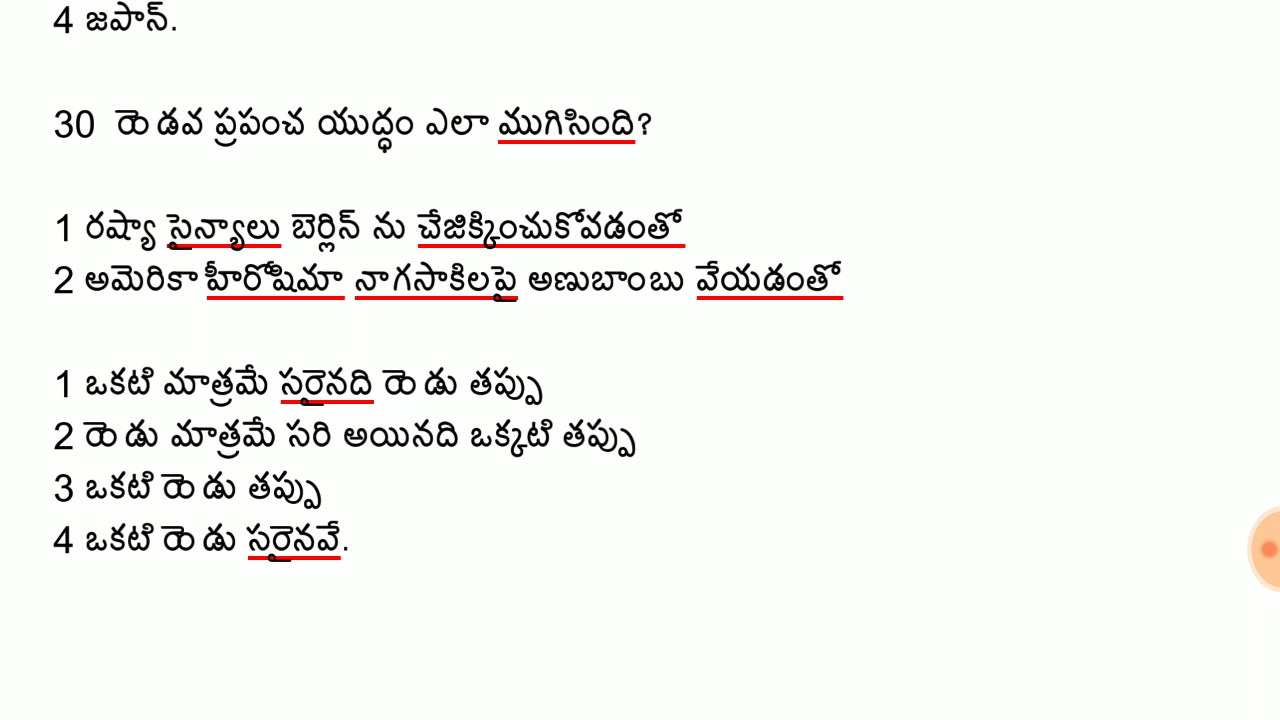 4 జపాన్.
30 రెండవ ప్రపంచ యుద్ధం ఎలా ముగిసింది?
1 రష్యా సైన్యాలు బెర్లిన్ ను చేజిక్కించుకోవడంతో
2 అమెరికా హీరోషిమా నాగసాకిలపై అణుబాంబు వేయడంతో
1 ఒకటి మాత్రమే సరైనది రెండు తప్పు
2 రెండు మాత్రమే సరి అయినది ఒక్కటి తప్పు
3 ఒకటి రెండు తప్పు
4 ఒకటి రెండు సరైనవే.